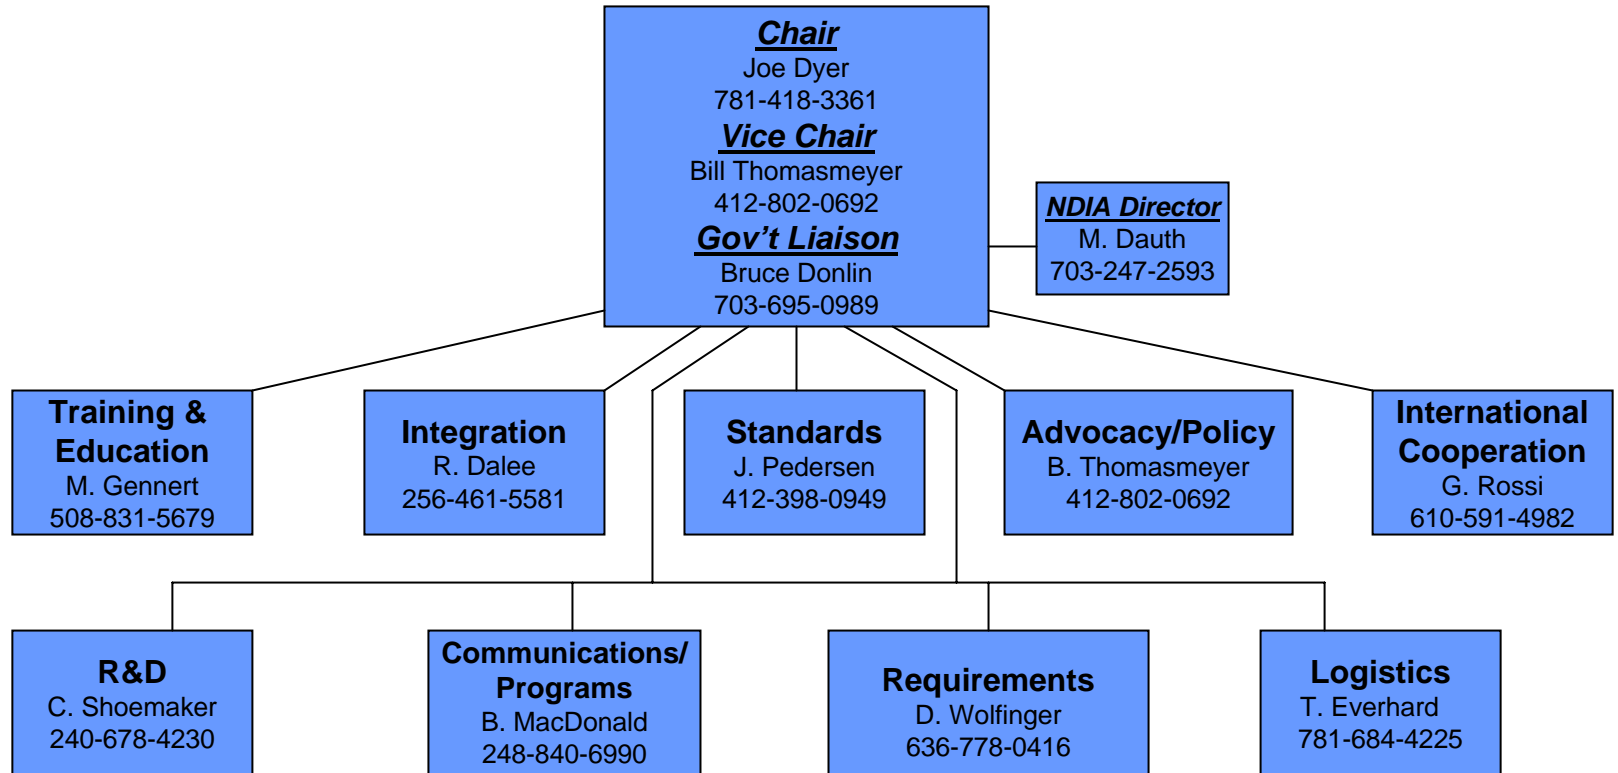 Chair
Joe Dyer
781-418-3361
Vice Chair
Bill Thomasmeyer
412-802-0692
Gov't Liaison
Bruce Donlin
703-695-0989
NDIA Director
M. Dauth
703-247-2593
Training &
Education
M. Gennert
508-831-5679
Integration
R. Dalee
256-461-5581
Standards
J. Pedersen
412-398-0949
Advocacy/Policy
B. Thomasmeyer
412-802-0692
International
Cooperation
G. Rossi
610-591-4982
R&D
C. Shoemaker
240-678-4230
Communications/
Programs
B. MacDonald
248-840-6990
Requirements
D. Wolfinger
636-778-0416
Logistics
T. Everhard
781-684-4225